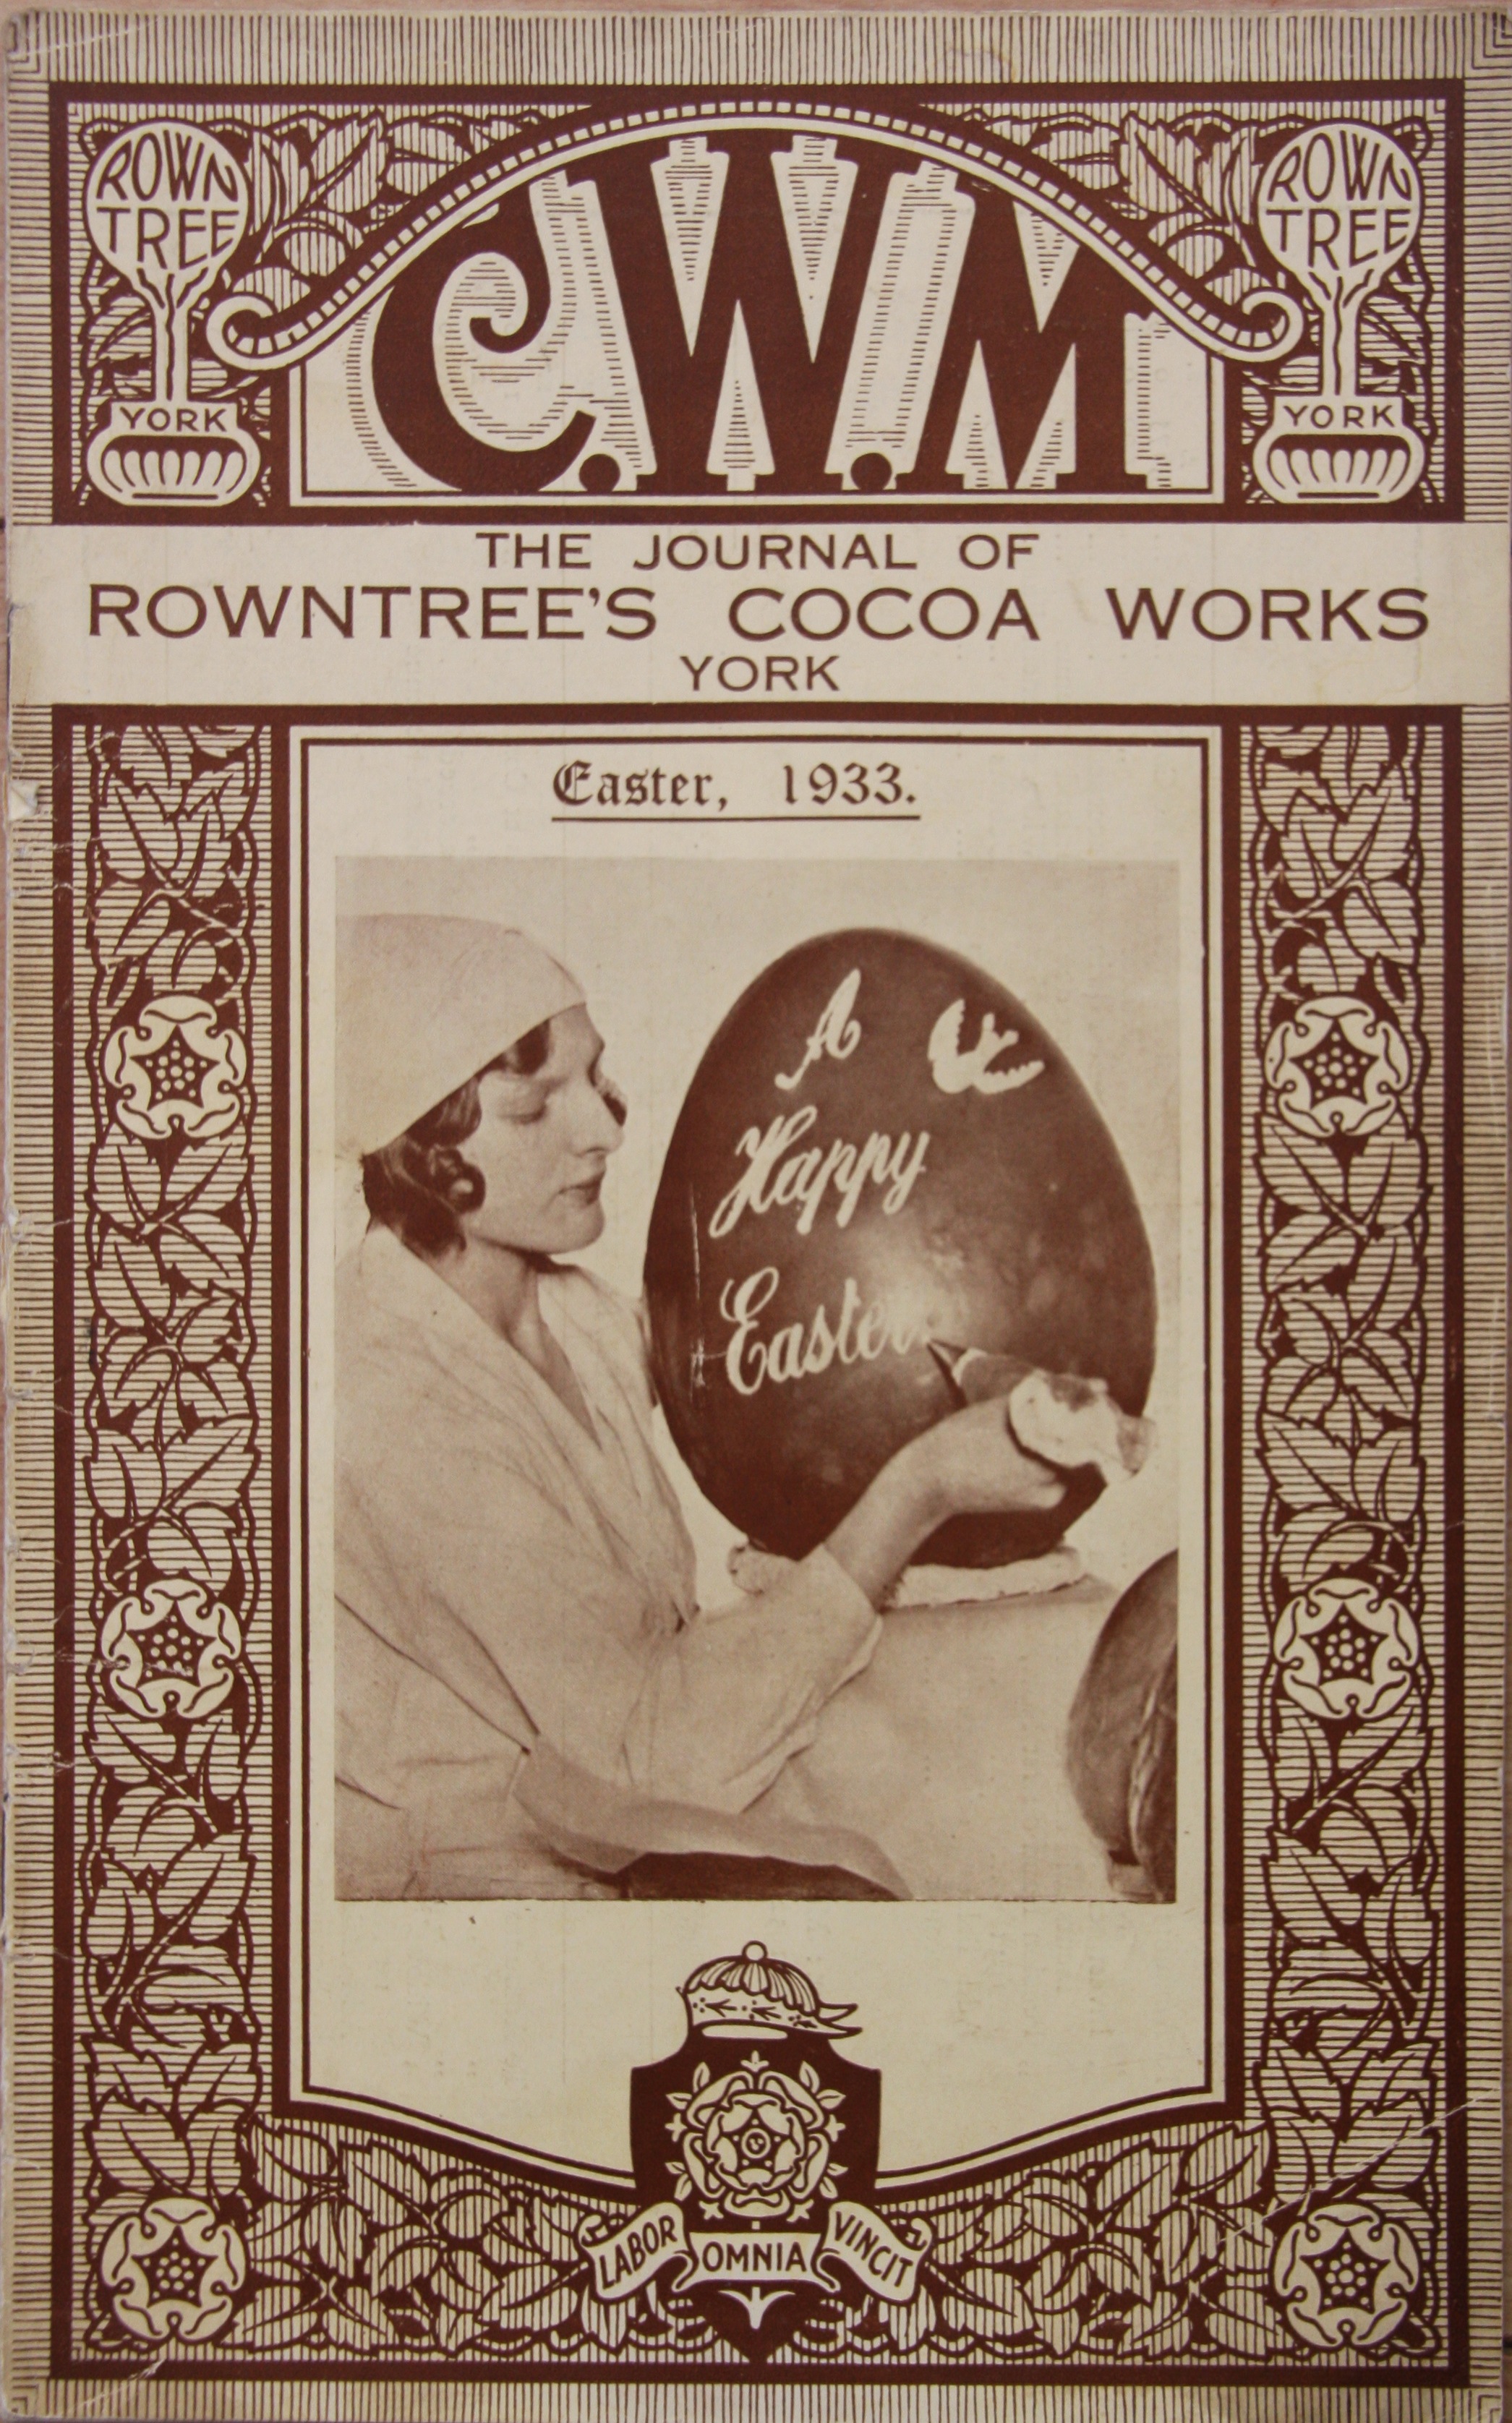 ROWN
TREE
YORK
C.W.M
ROWN
TREE
YORK
THE JOURNAL OF
ROWNTREE'S COCOA WORKS
YORK
Easter, 1933.
A
Happy
Easter
LABOR OMNIA VINCIT